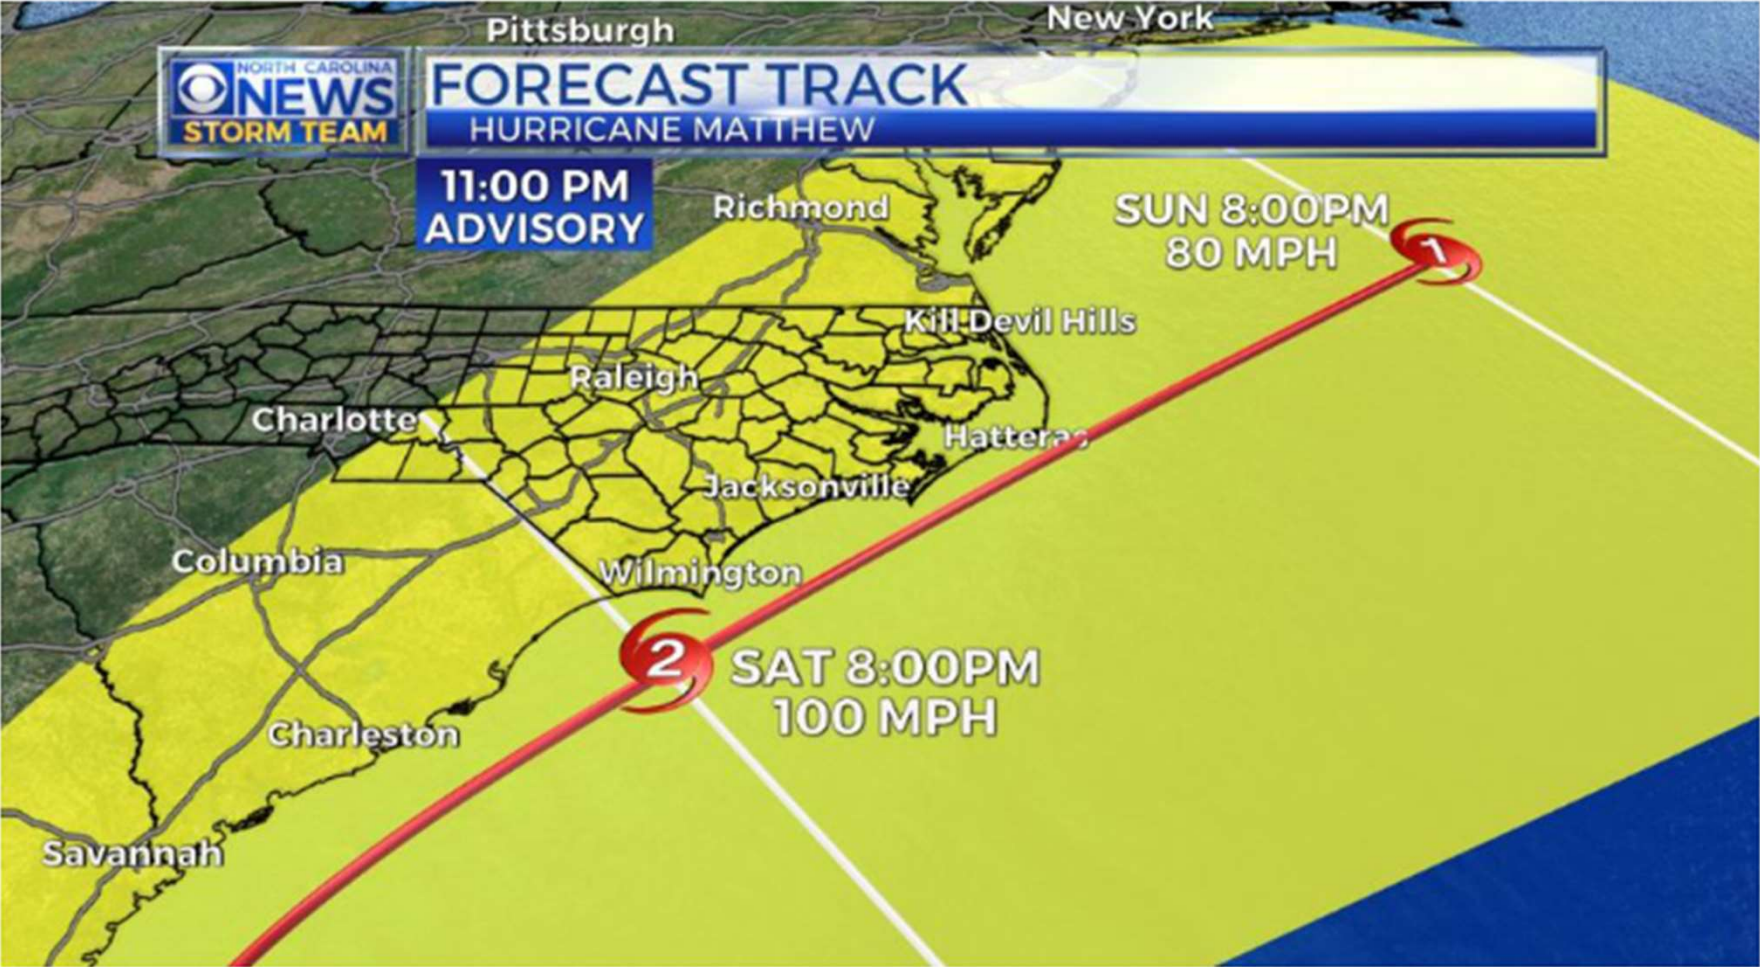 Pittsburgh
New York
NORTH CAROLINA
NEWS
STORM TEAM
FORECAST TRACK
HURRICANE MATTHEW
11:00 PM
ADVISORY
Richmond
SUN 8:00PM
80 MPH
1
Kill Devil Hills
Raleigh
Charlotte
Hatteras
Jacksonville
Columbia
Wilmington
2
SAT 8:00PM
100 MPH
Charleston
Savannah